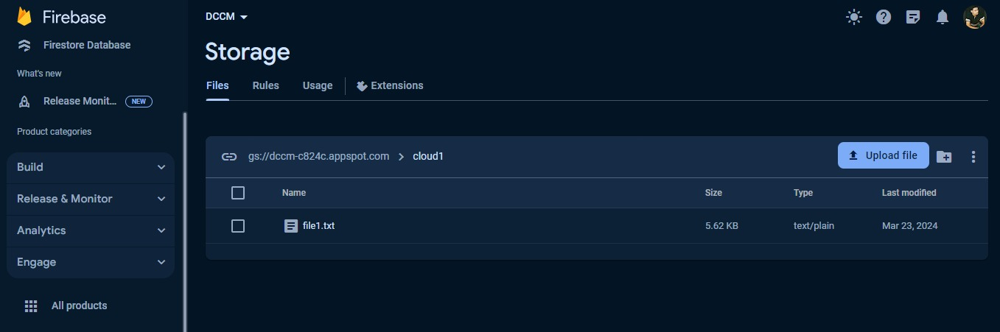 Firebase
Firestore Database
What's new
Release Monit... NEW
Product categories
Build
Release & Monitor
Analytics
Engage
All products
DCCM
Storage
Files Rules Usage Extensions
gs://dccm-c824c.appspot.com cloud1 Upload file
Name Size Type Last modified
file1.txt 5.62 KB text/plain Mar 23, 2024